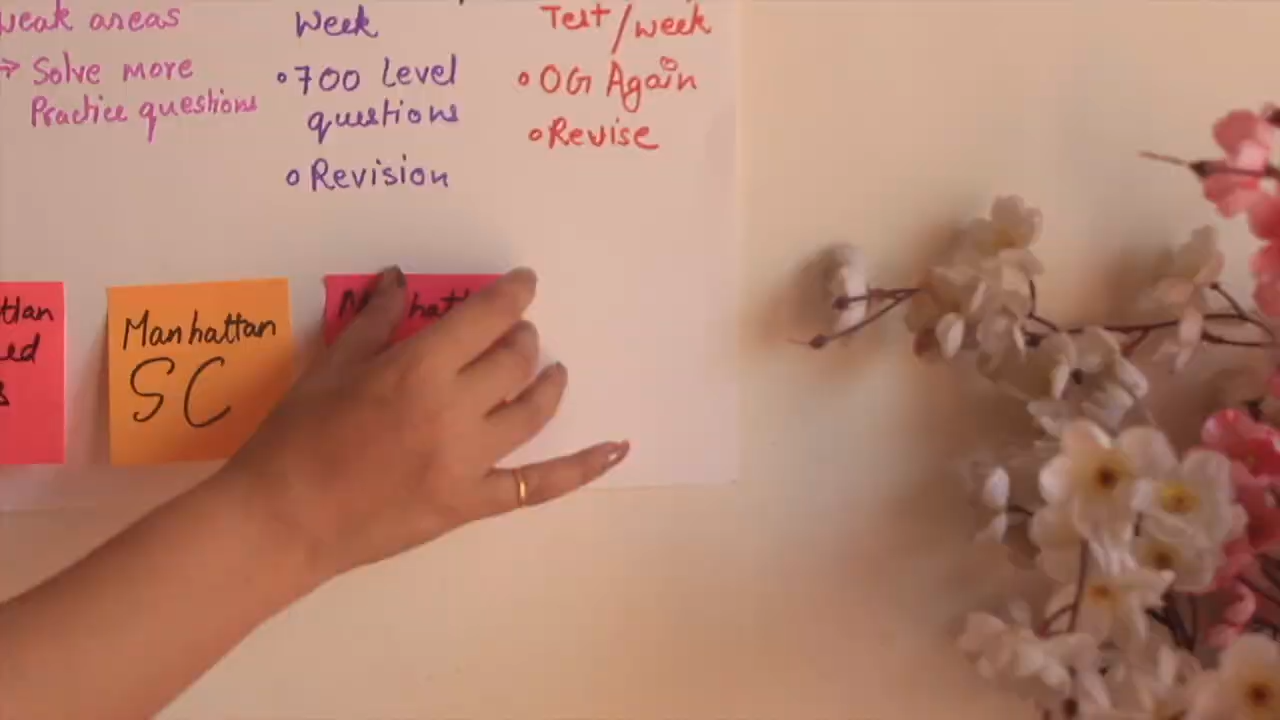 weak areas
→ Solve more
Practice questions
Week
• 700 Level
questions
• Revision
Test/week
• OG Again
• Revise
Manhattan
SC